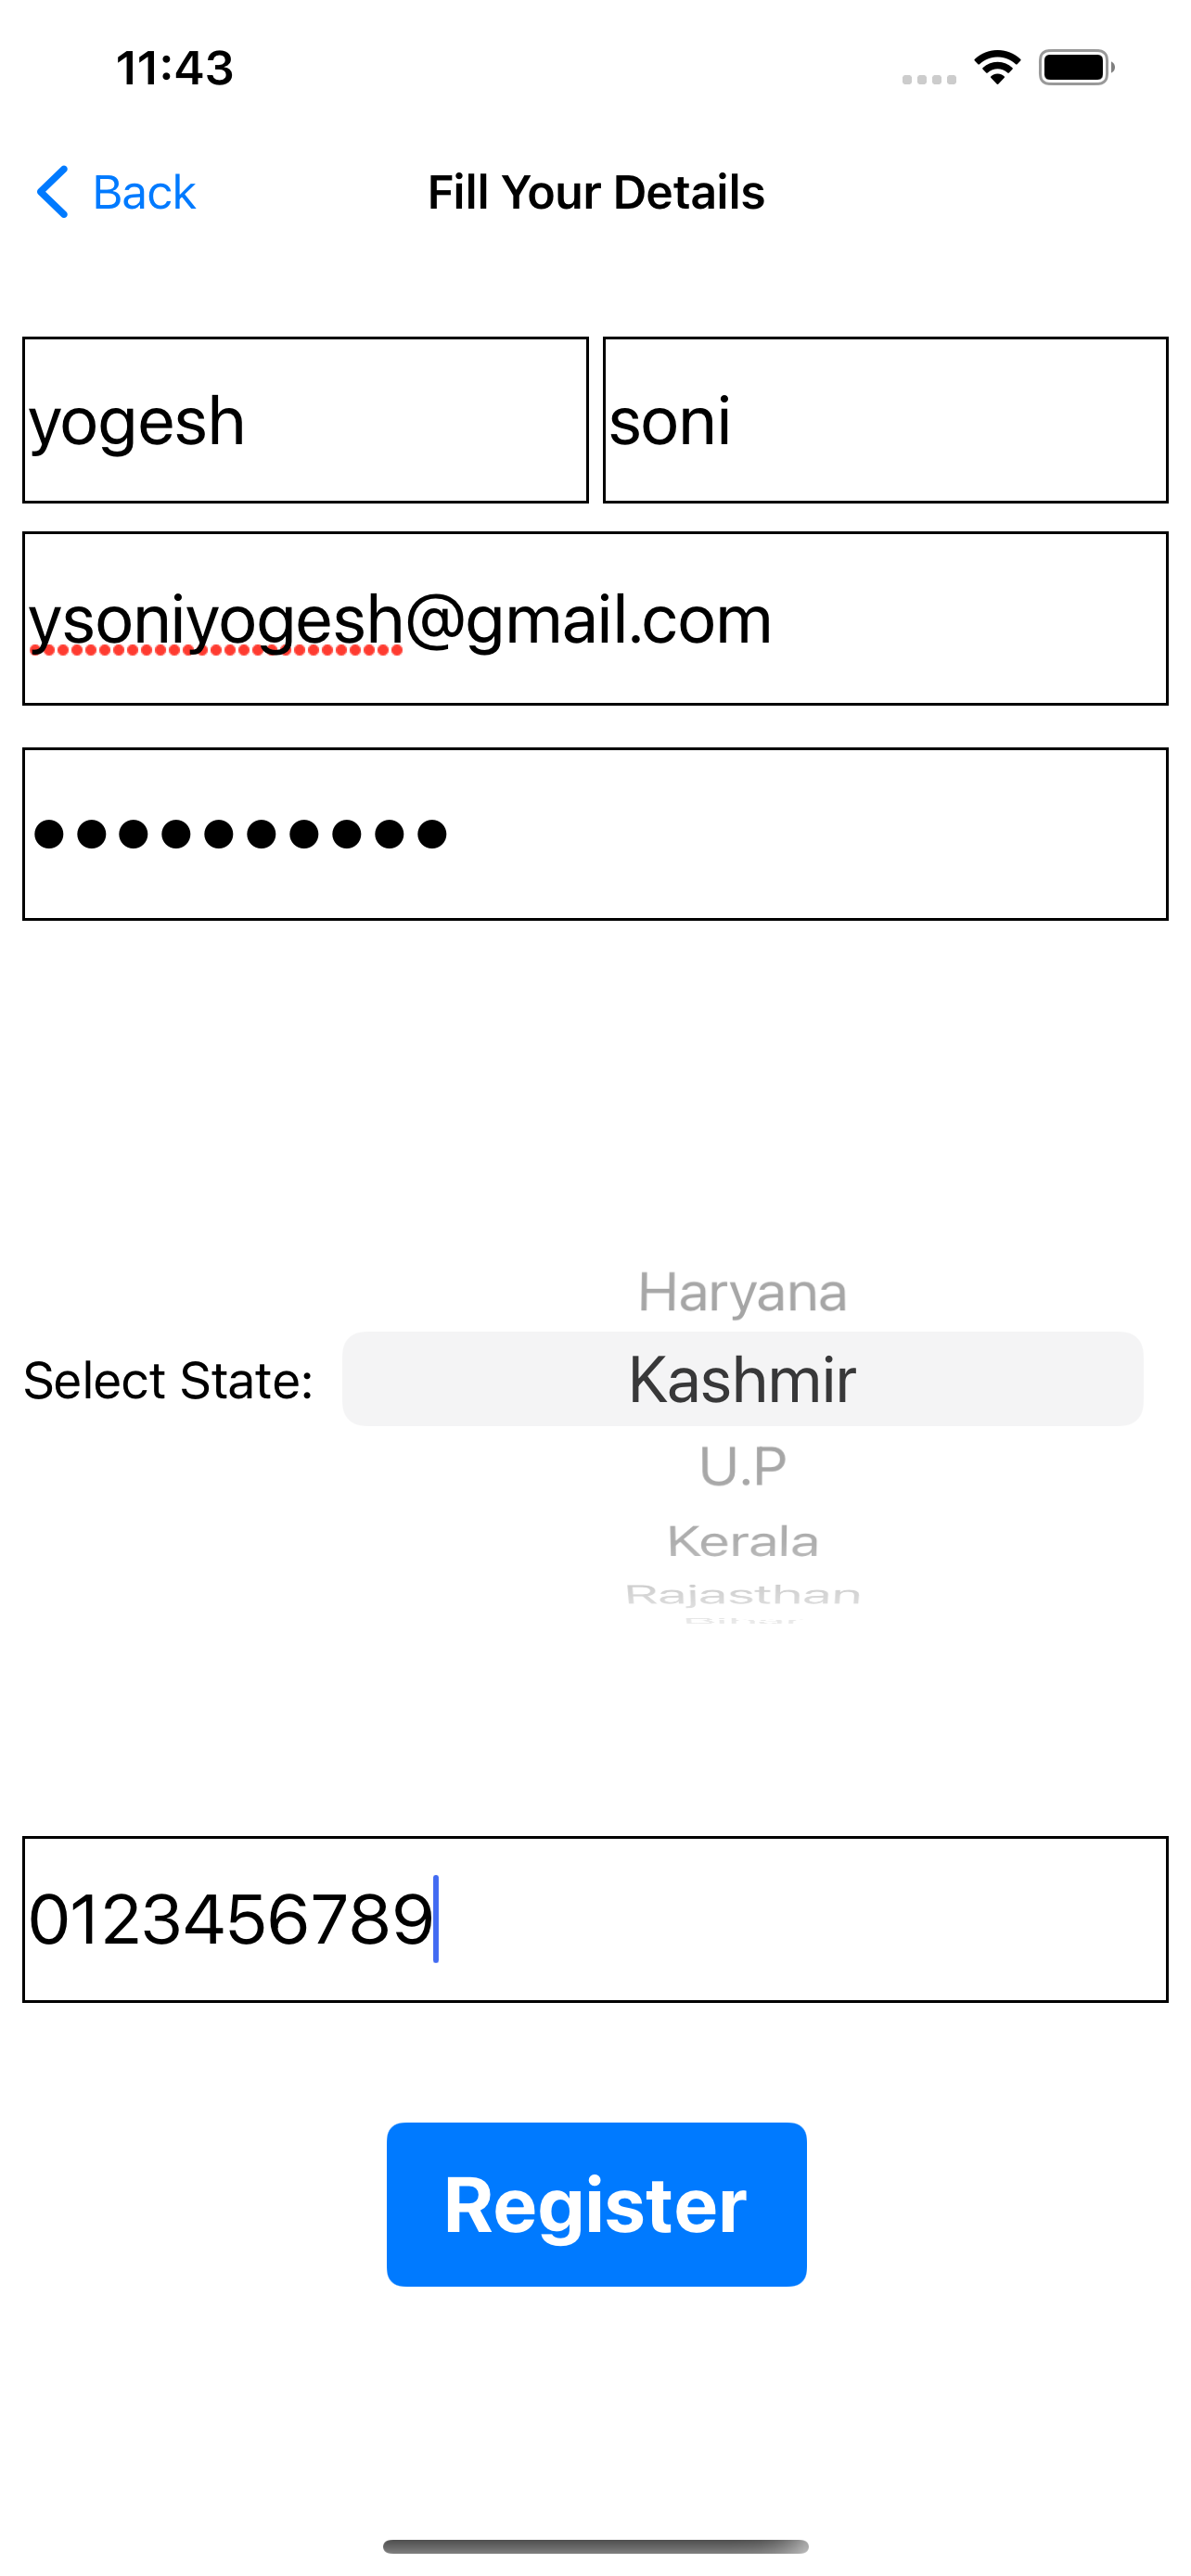 11:43
Back
Fill Your Details
yogesh
soni
ysoniyogesh@gmail.com
••••••••••
Haryana
Select State: Kashmir
U.P
Kerala
Rajasthan
Bihar
0123456789
Register